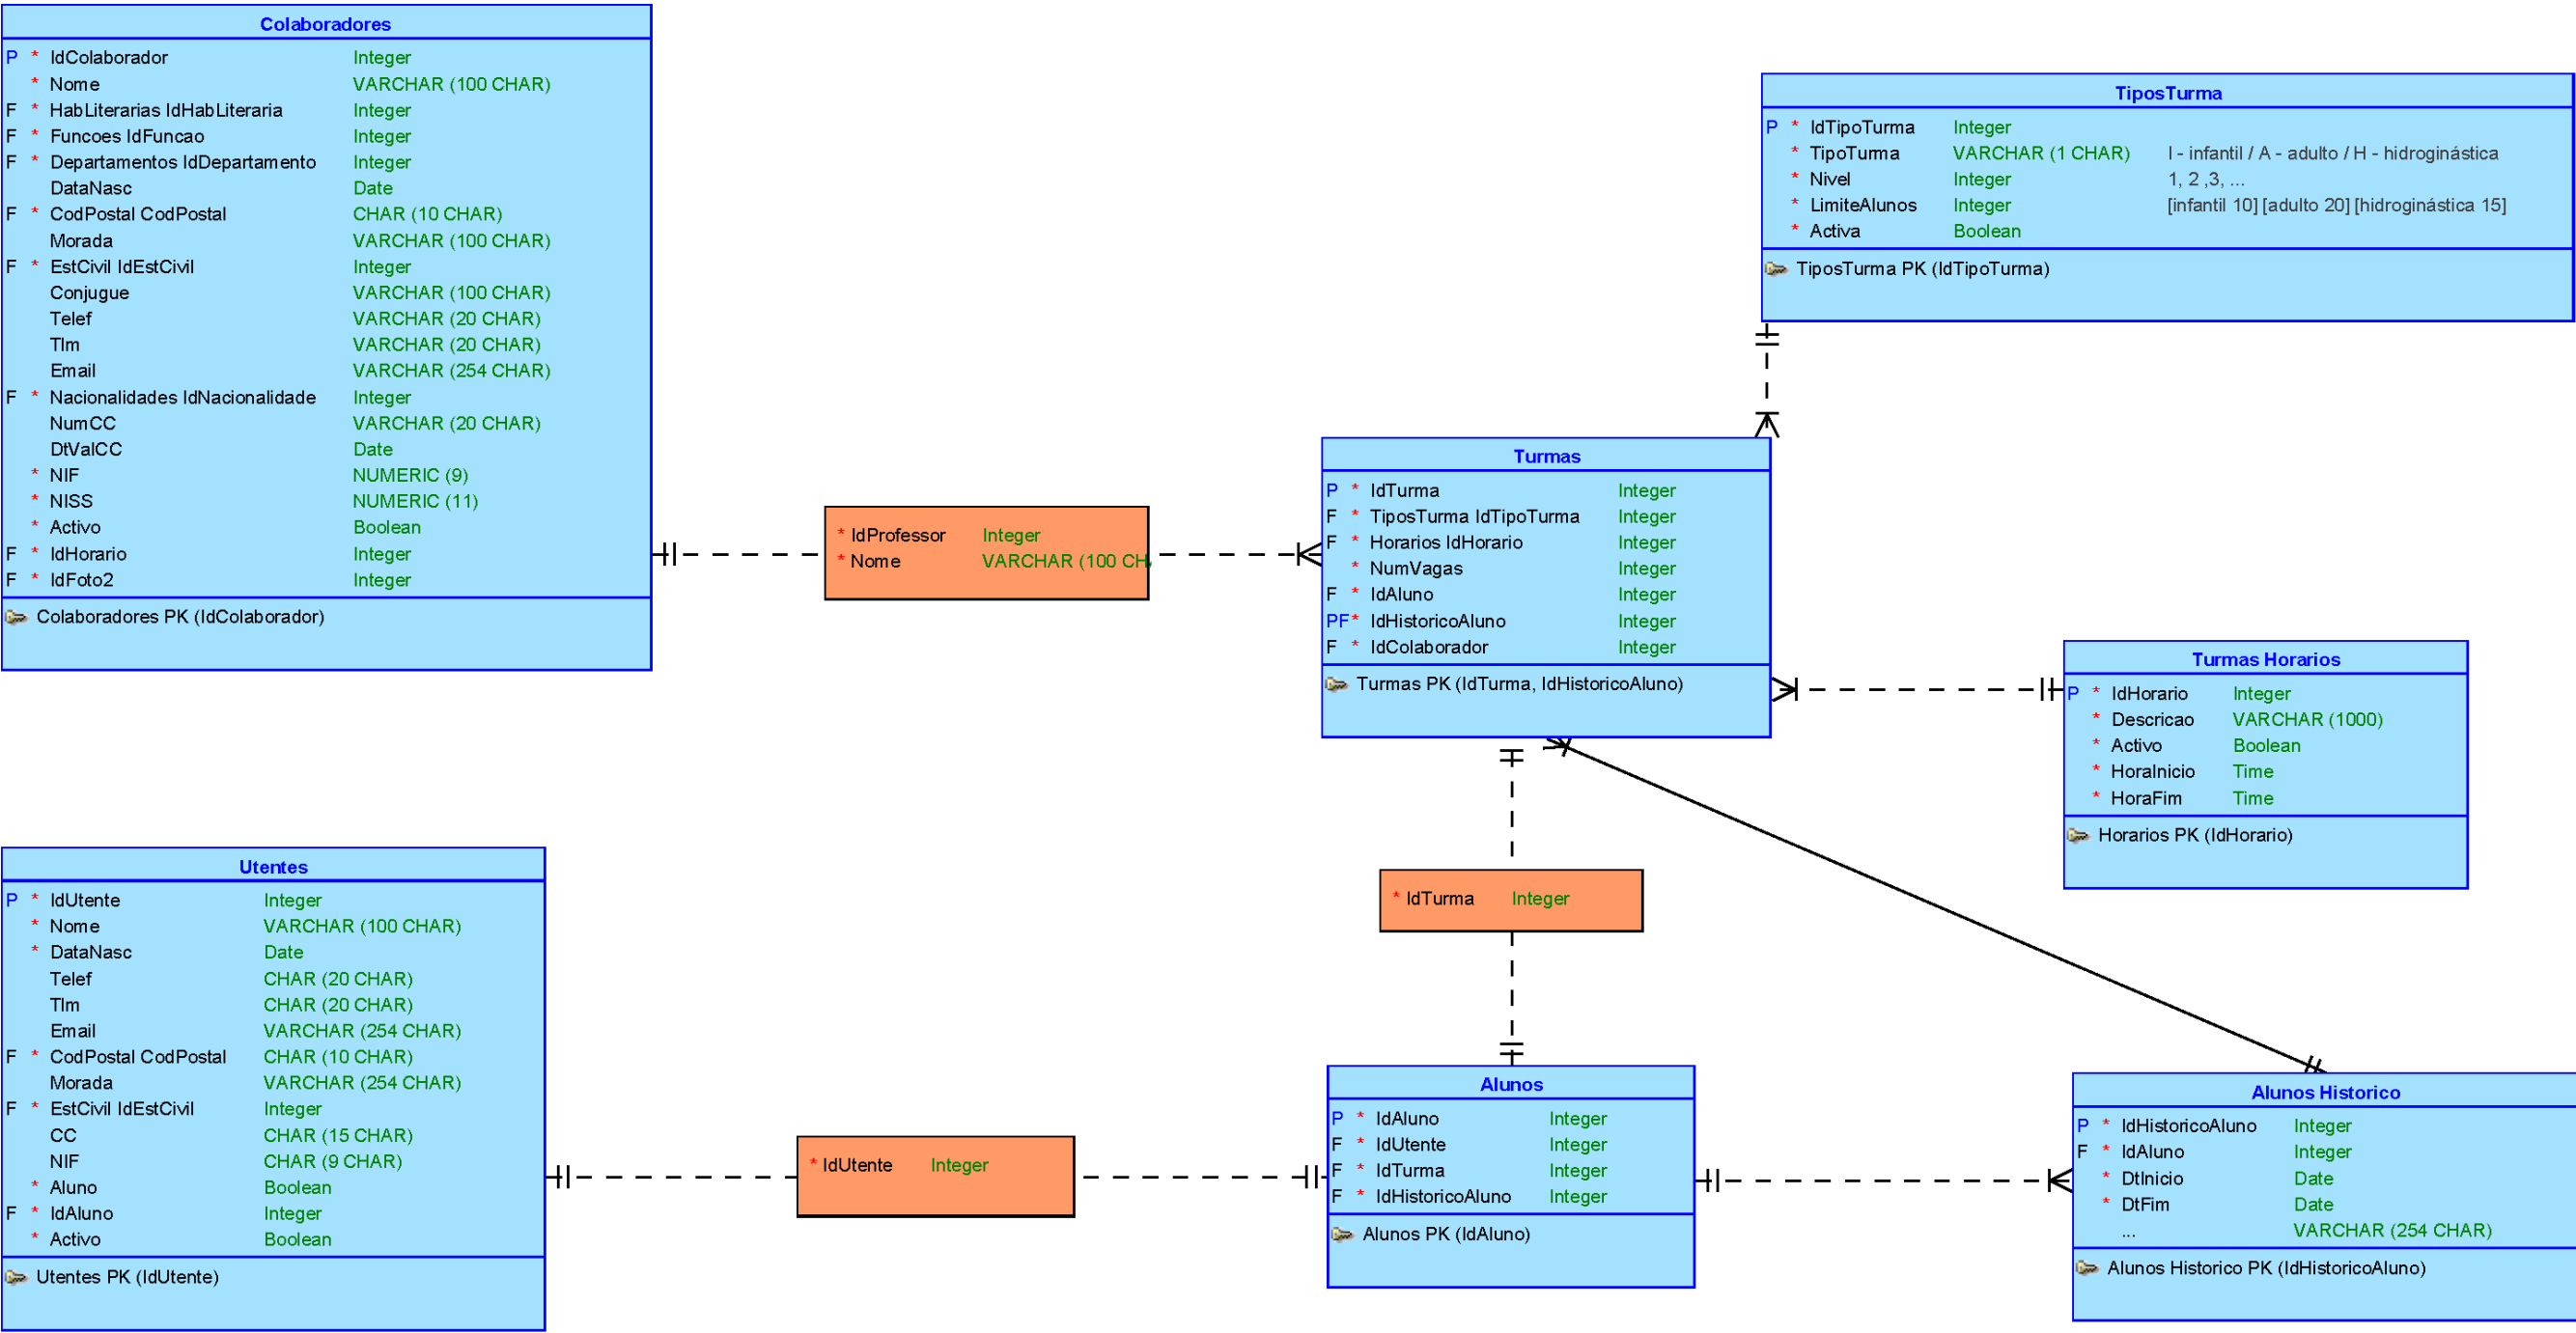 Colaboradores
P * IdColaborador Integer
* Nome VARCHAR (100 CHAR)
F * HabLiterarias IdHabLiteraria Integer
F * Funcoes IdFuncao Integer
F * Departamentos IdDepartamento Integer
DataNasc Date
F * CodPostal CodPostal CHAR (10 CHAR)
Morada VARCHAR (100 CHAR)
F * EstCivil IdEstCivil Integer
Conjugue VARCHAR (100 CHAR)
Telef VARCHAR (20 CHAR)
Tlm VARCHAR (20 CHAR)
Email VARCHAR (254 CHAR)
F * Nacionalidades IdNacionalidade Integer
NumCC VARCHAR (20 CHAR)
DtValCC Date
* NIF NUMERIC (9)
* NISS NUMERIC (11)
* Activo Boolean
F * IdHorario Integer
F * IdFoto2 Integer
Colaboradores PK (IdColaborador)
TiposTurma
P * IdTipoTurma Integer
* TipoTurma VARCHAR (1 CHAR) I - infantil / A - adulto / H - hidroginástica
* Nivel Integer 1, 2 ,3, ...
* LimiteAlunos Integer [infantil 10] [adulto 20] [hidroginástica 15]
* Activa Boolean
TiposTurma PK (IdTipoTurma)
* IdProfessor Integer
* Nome VARCHAR (100 CH
Turmas
P * IdTurma Integer
F * TiposTurma IdTipoTurma Integer
F * Horarios IdHorario Integer
* NumVagas Integer
F * IdAluno Integer
PF* IdHistoricoAluno Integer
F * IdColaborador Integer
Turmas PK (IdTurma, IdHistoricoAluno)
Turmas Horarios
P * IdHorario Integer
* Descricao VARCHAR (1000)
* Activo Boolean
* HoraInicio Time
* HoraFim Time
Horarios PK (IdHorario)
Utentes
P * IdUtente Integer
* Nome VARCHAR (100 CHAR)
* DataNasc Date
Telef CHAR (20 CHAR)
Tlm CHAR (20 CHAR)
Email VARCHAR (254 CHAR)
F * CodPostal CodPostal CHAR (10 CHAR)
Morada VARCHAR (254 CHAR)
F * EstCivil IdEstCivil Integer
CC CHAR (15 CHAR)
NIF CHAR (9 CHAR)
* Aluno Boolean
F * IdAluno Integer
* Activo Boolean
Utentes PK (IdUtente)
* IdTurma Integer
* IdUtente Integer
Alunos
P * IdAluno Integer
F * IdUtente Integer
F * IdTurma Integer
F * IdHistoricoAluno Integer
Alunos PK (IdAluno)
Alunos Historico
P * IdHistoricoAluno Integer
F * IdAluno Integer
* DtInicio Date
* DtFim Date
... VARCHAR (254 CHAR)
Alunos Historico PK (IdHistoricoAluno)